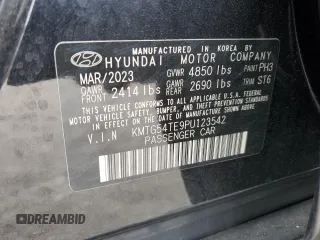 MANUFACTURED IN KOREA BY
HYUNDAI MOTOR COMPANY
MAR/2023 GVWR 4850 lbs PAINT PH3
GAWR FRONT 2414 lbs GAWR REAR 2690 lbs TRIM ST6
THIS VEHICLE CONFORMS TO ALL APPLICABLE
U.S. FEDERAL MOTOR VEHICLE SAFETY, BUMPER,
AND THEFT PREVENTION STANDARDS IN EFFECT
ON THE DATE OF MANUFACTURE SHOWN ABOVE.
V.I.N KMTG54TE9PU123542
PASSENGER CAR
DREAMBID